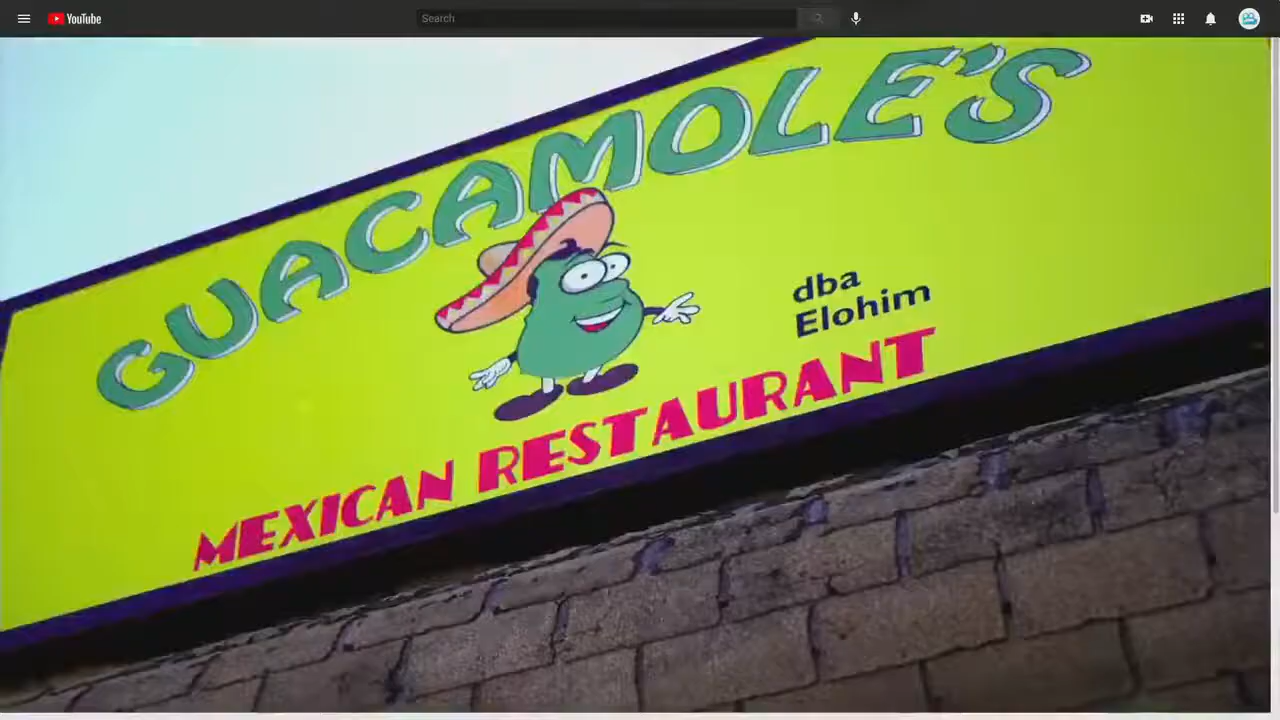 YouTube
Search
GUACAMOLE'S
dba
Elohim
MEXICAN RESTAURANT